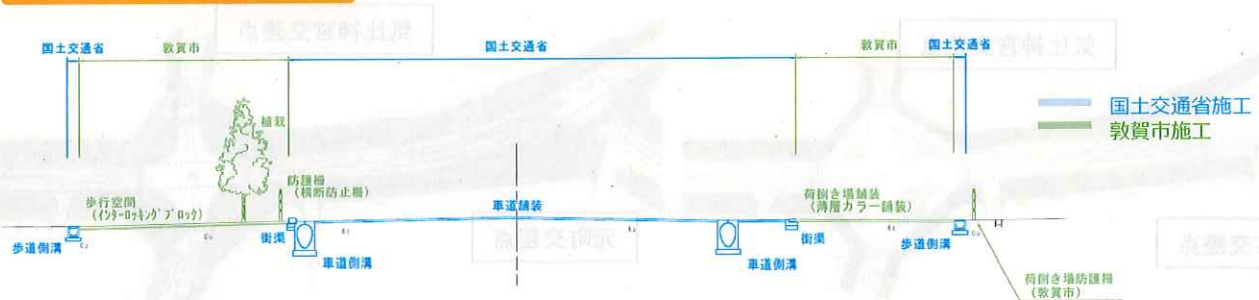 国土交通省
敦賀市
国土交通省
敦賀市
国土交通省
国土交通省施工
敦賀市施工
植栽
防護柵
(横断防止柵)
歩行空間
(インターロッキングブロック)
車道舗装
荷捌き場舗装
(薄層カラー舗装)
歩道側溝
街渠
車道側溝
車道側溝
街渠
歩道側溝
荷捌き場防護柵
(敦賀市)